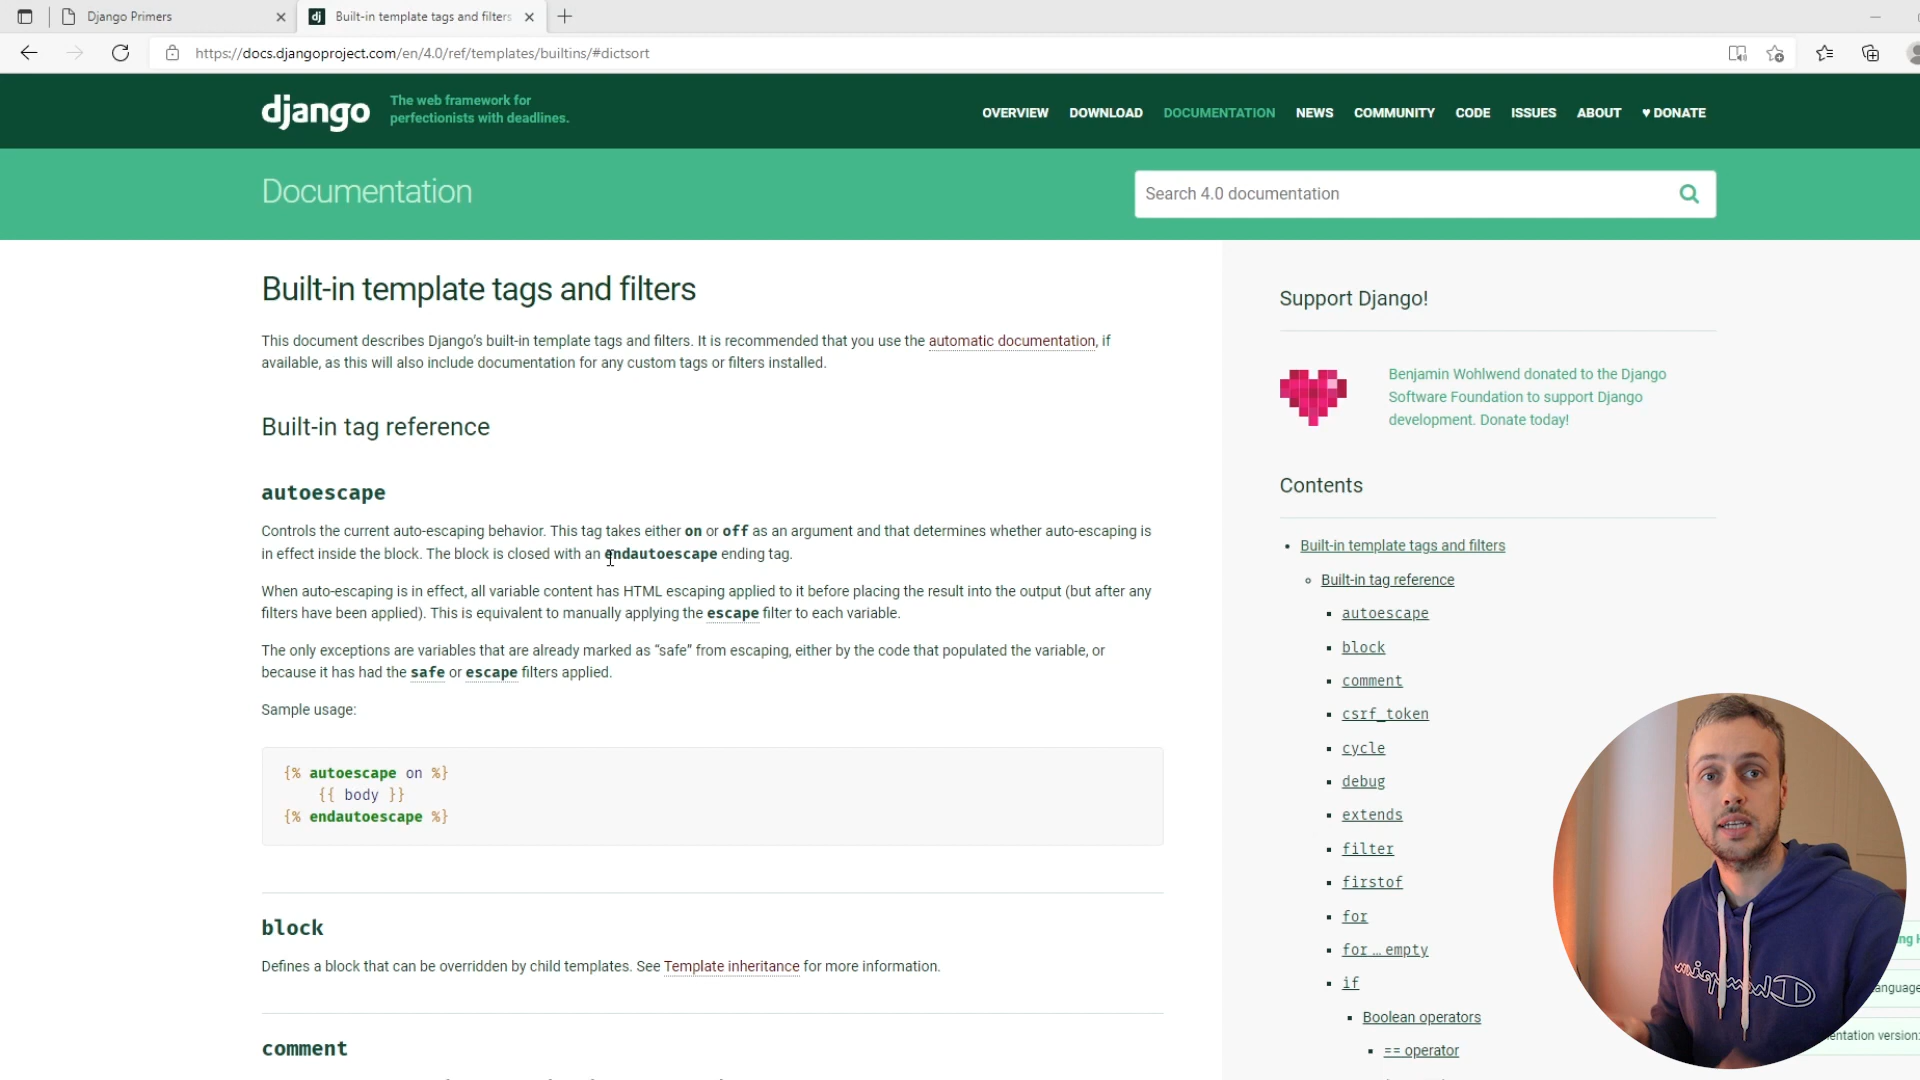 Django Primers
Built-in template tags and filters
https://docs.djangoproject.com/en/4.0/ref/templates/builtins/#dictsort
django
The web framework for
perfectionists with deadlines.
OVERVIEW DOWNLOAD DOCUMENTATION NEWS COMMUNITY CODE ISSUES ABOUT ♥ DONATE
Documentation
Search 4.0 documentation
Built-in template tags and filters
This document describes Django’s built-in template tags and filters. It is recommended that you use the automatic documentation, if
available, as this will also include documentation for any custom tags or filters installed.
Built-in tag reference
autoescape
Controls the current auto-escaping behavior. This tag takes either on or off as an argument and that determines whether auto-escaping is
in effect inside the block. The block is closed with an endautoescape ending tag.
When auto-escaping is in effect, all variable content has HTML escaping applied to it before placing the result into the output (but after any
filters have been applied). This is equivalent to manually applying the escape filter to each variable.
The only exceptions are variables that are already marked as “safe” from escaping, either by the code that populated the variable, or
because it has had the safe or escape filters applied.
Sample usage:
{% autoescape on %}
{{ body }}
{% endautoescape %}
block
Defines a block that can be overridden by child templates. See Template inheritance for more information.
comment
Support Django!
Benjamin Wohlwend donated to the Django
Software Foundation to support Django
development. Donate today!
Contents
Built-in template tags and filters
Built-in tag reference
autoescape
block
comment
csrf_token
cycle
debug
extends
filter
firstof
for
for … empty
if
Boolean operators
== operator
Champion
version: